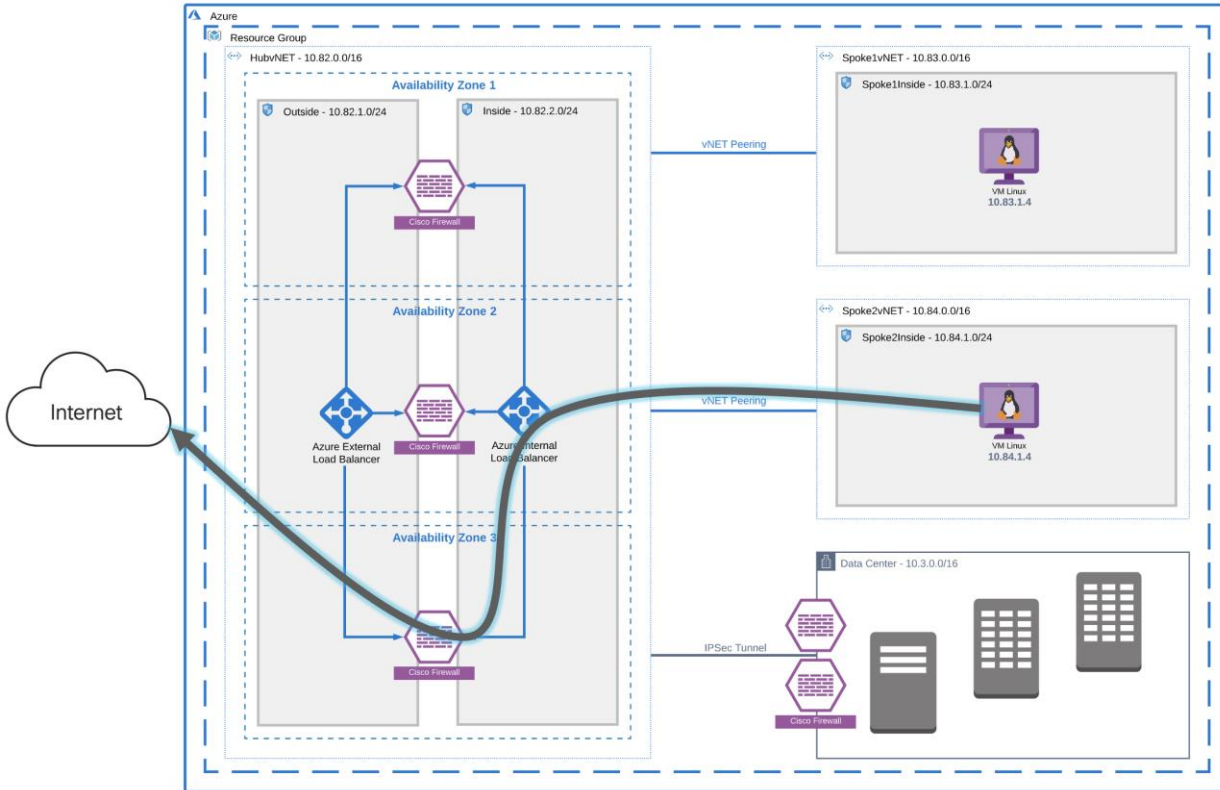 Azure
Resource Group
HubvNET - 10.82.0.0/16
Availability Zone 1
Outside - 10.82.1.0/24
Inside - 10.82.2.0/24
Cisco Firewall
Availability Zone 2
Cisco Firewall
Azure External
Load Balancer
Azure Internal
Load Balancer
Availability Zone 3
Cisco Firewall
Internet
vNET Peering
Spoke1vNET - 10.83.0.0/16
Spoke1Inside - 10.83.1.0/24
VM Linux
10.83.1.4
vNET Peering
Spoke2vNET - 10.84.0.0/16
Spoke2Inside - 10.84.1.0/24
VM Linux
10.84.1.4
IPSec Tunnel
Data Center - 10.3.0.0/16
Cisco Firewall